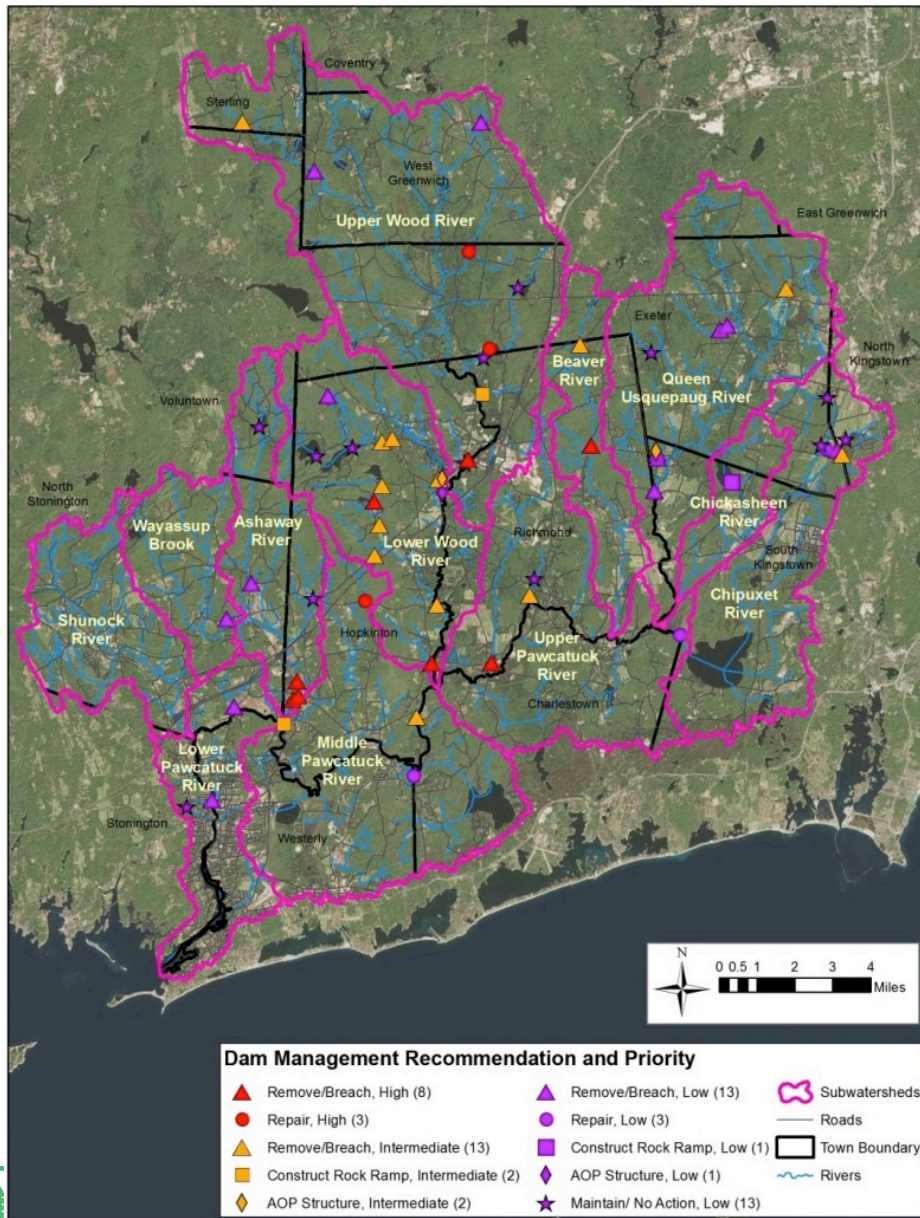 Coventry
Sterling
West
Greenwich
Upper Wood River
East Greenwich
Exeter
North
Kingstown
Beaver
River
Queen
Usquepaug River
Voluntown
North
Stonington
Wayassup
Brook
Ashaway
River
Lower Wood
River
Richmond
Chickasheen
River
South
Kingstown
Chipuxet
River
Shunock
River
Hopkinton
Upper
Pawcatuck
River
Charlestown
Lower
Pawcatuck
River
Middle
Pawcatuck
River
Stonington
Westerly
N
0 0.5 1 2 3 4
Miles
Dam Management Recommendation and Priority
Remove/Breach, High (8)
Repair, High (3)
Remove/Breach, Intermediate (13)
Construct Rock Ramp, Intermediate (2)
AOP Structure, Intermediate (2)
Remove/Breach, Low (13)
Repair, Low (3)
Construct Rock Ramp, Low (1)
AOP Structure, Low (1)
Maintain/ No Action, Low (13)
Subwatersheds
Roads
Town Boundary
Rivers